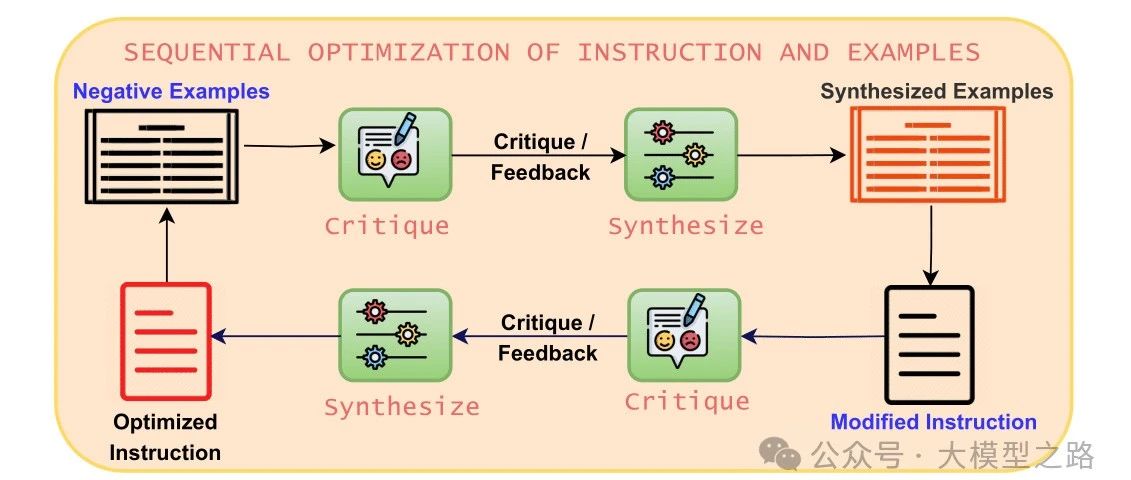 SEQUENTIAL OPTIMIZATION OF INSTRUCTION AND EXAMPLES
Negative Examples
Synthesized Examples
Critique /
Feedback
Critique
Synthesize
Critique /
Feedback
Synthesize
Critique
Optimized
Instruction
Modified Instruction
公众号 · 大模型之路